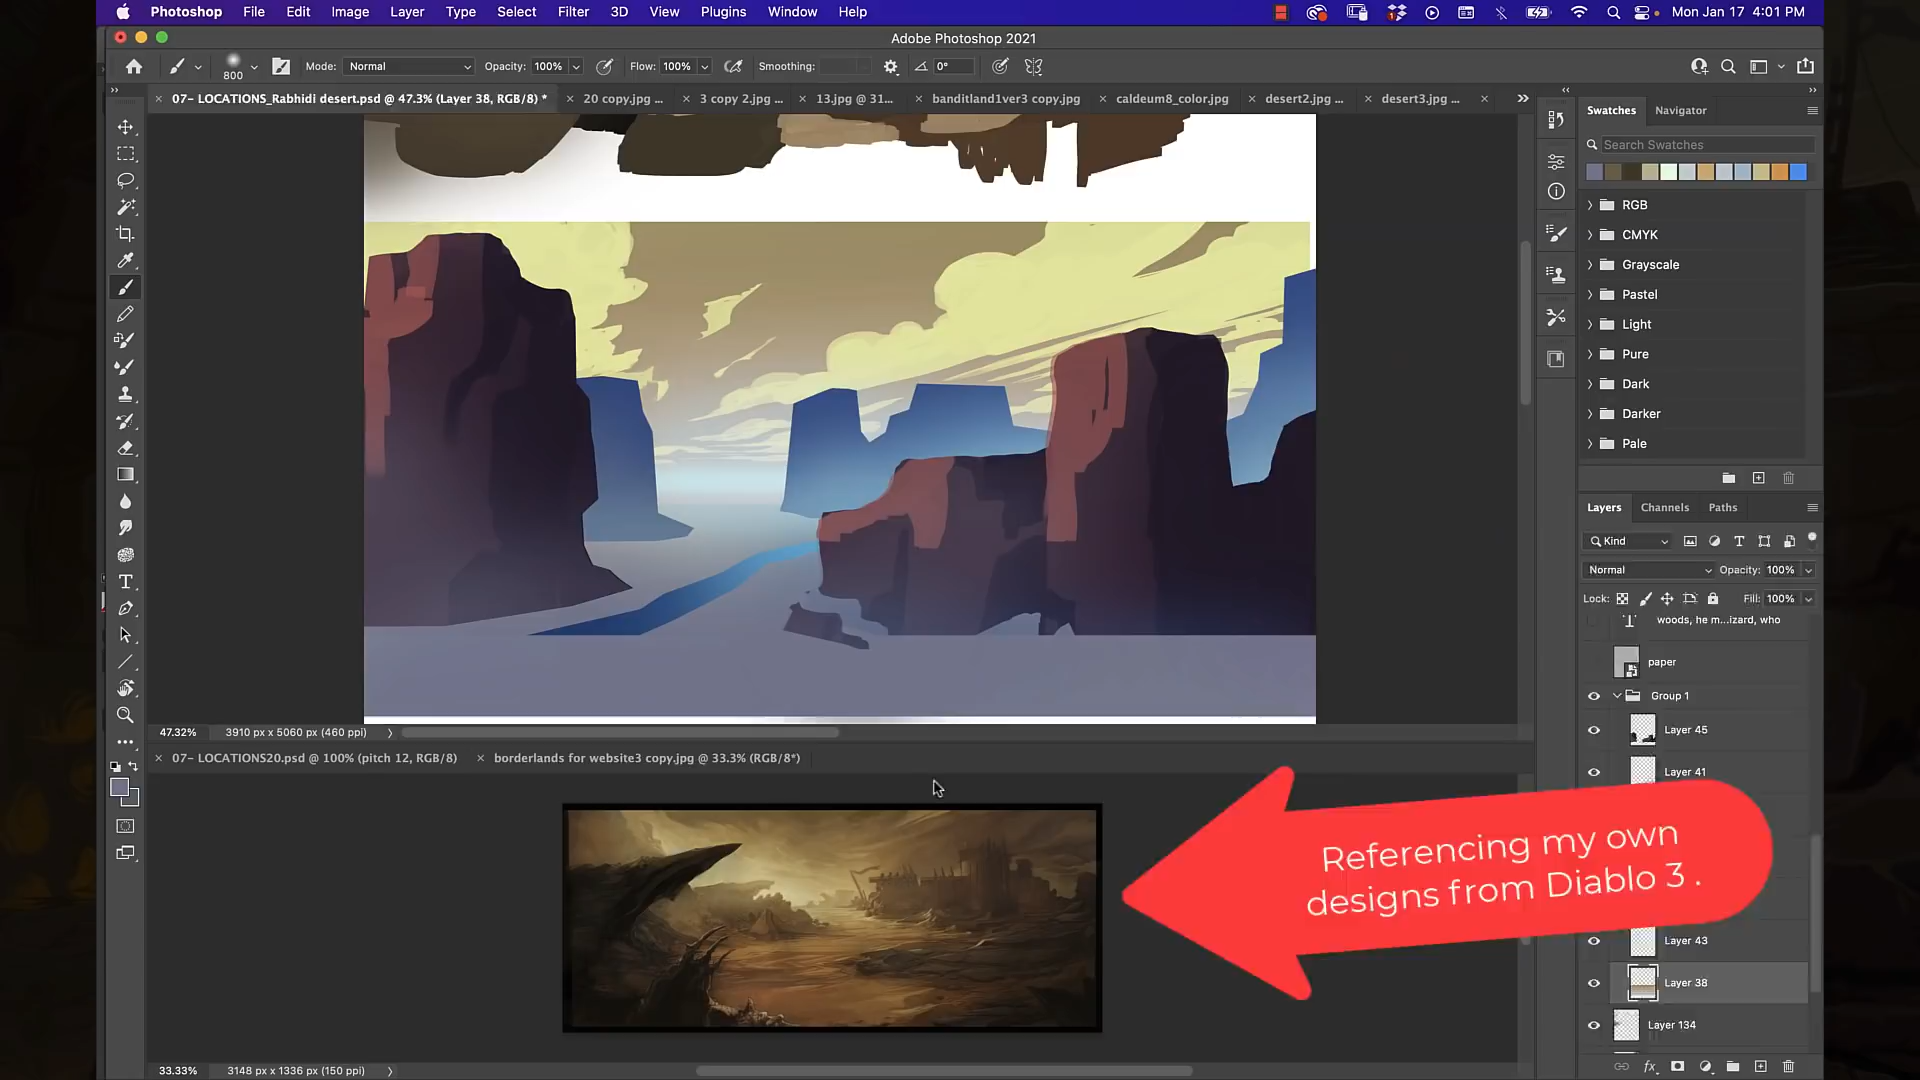 Photoshop File Edit Image Layer Type Select Filter 3D View Plugins Window Help
Mon Jan 17 4:01 PM
Adobe Photoshop 2021
800 Mode: Normal Opacity: 100% Flow: 100% Smoothing: 0°
07- LOCATIONS_Rabhidi desert.psd @ 47.3% (Layer 38, RGB/8) *
20 copy.jpg ...
3 copy 2.jpg ...
13.jpg @ 31...
banditland1ver3 copy.jpg
caldeum8_color.jpg
desert2.jpg ...
desert3.jpg ...
Swatches Navigator
Search Swatches
RGB
CMYK
Grayscale
Pastel
Light
Pure
Dark
Darker
Pale
Layers Channels Paths
Kind
Normal Opacity: 100%
Lock: Fill: 100%
woods, he m...izard, who
paper
Group 1
Layer 45
Layer 41
Layer 43
Layer 38
Layer 134
47.32% 3910 px x 5060 px (460 ppi)
07- LOCATIONS20.psd @ 100% (pitch 12, RGB/8)
borderlands for website3 copy.jpg @ 33.3% (RGB/8*)
Referencing my own
designs from Diablo 3 .
33.33% 3148 px x 1336 px (150 ppi)